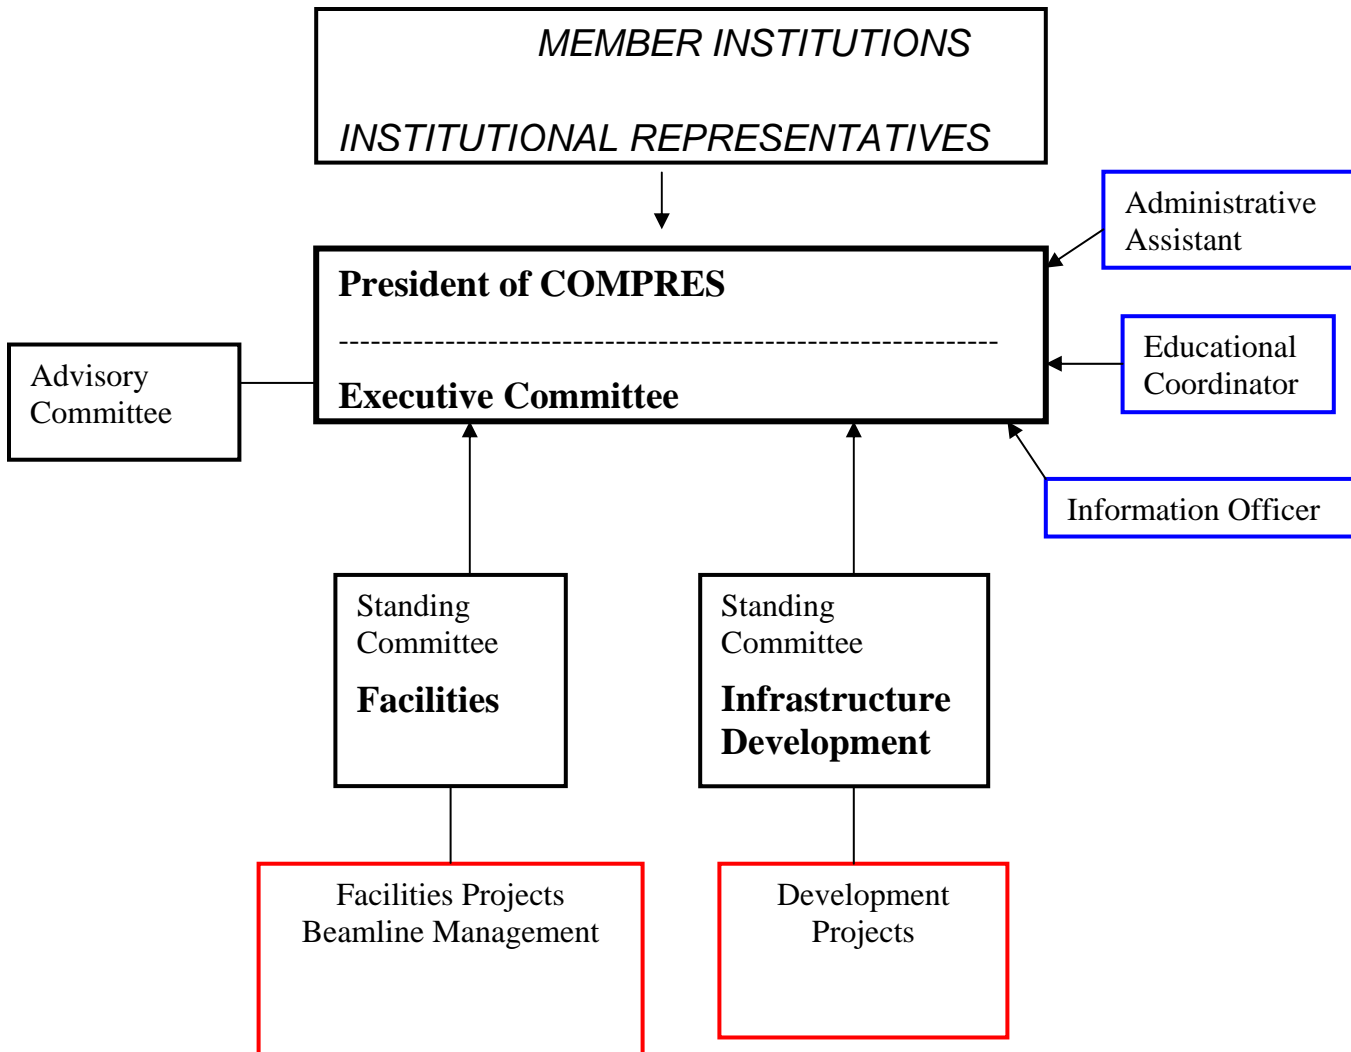 MEMBER INSTITUTIONS
INSTITUTIONAL REPRESENTATIVES
Administrative
Assistant
President of COMPRES
--------------------------------------------------------------
Executive Committee
Advisory
Committee
Educational
Coordinator
Information Officer
Standing
Committee
Facilities
Standing
Committee
Infrastructure
Development
Facilities Projects
Beamline Management
Development
Projects